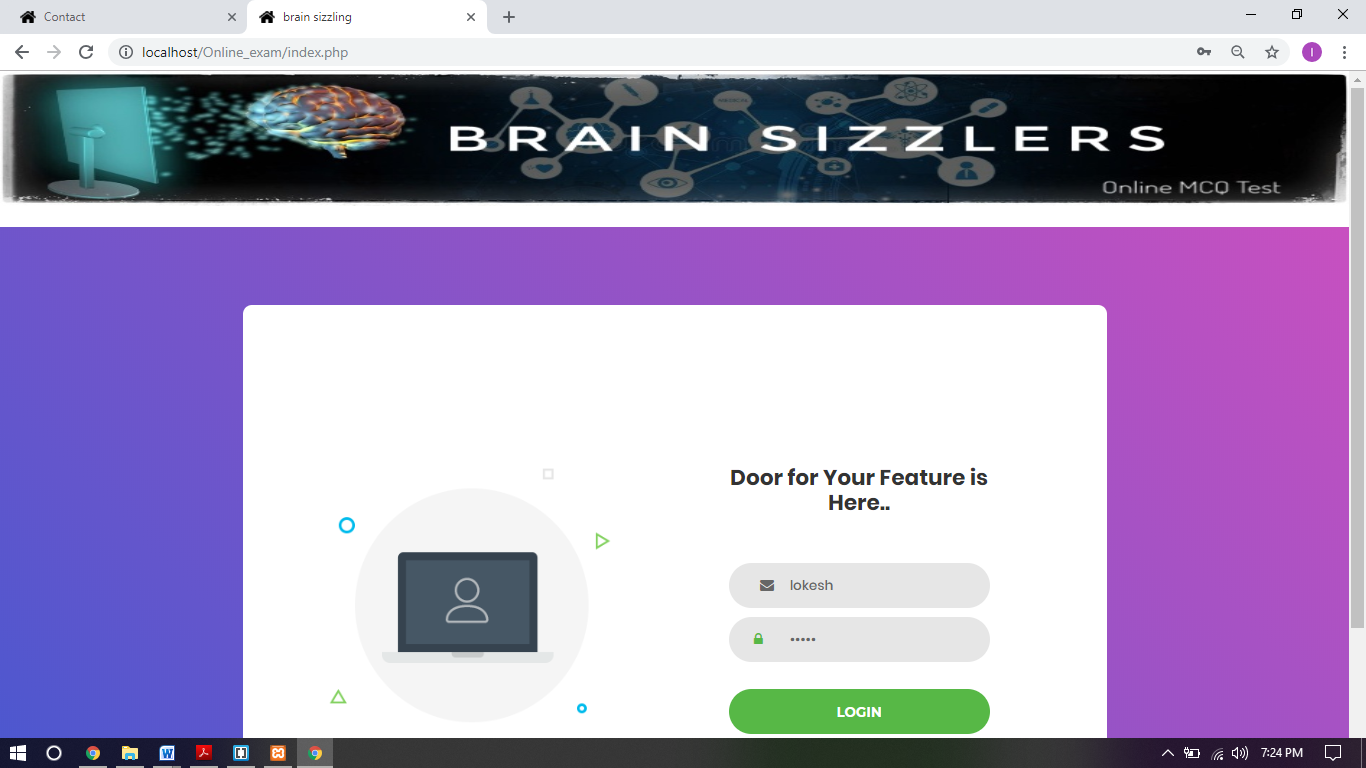 Contact
brain sizzling
localhost/Online_exam/index.php
I
BRAIN SIZZLERS
MEDICAL
Online MCQ Test
Door for Your Feature is
Here..
lokesh
•••••
LOGIN
7:24 PM